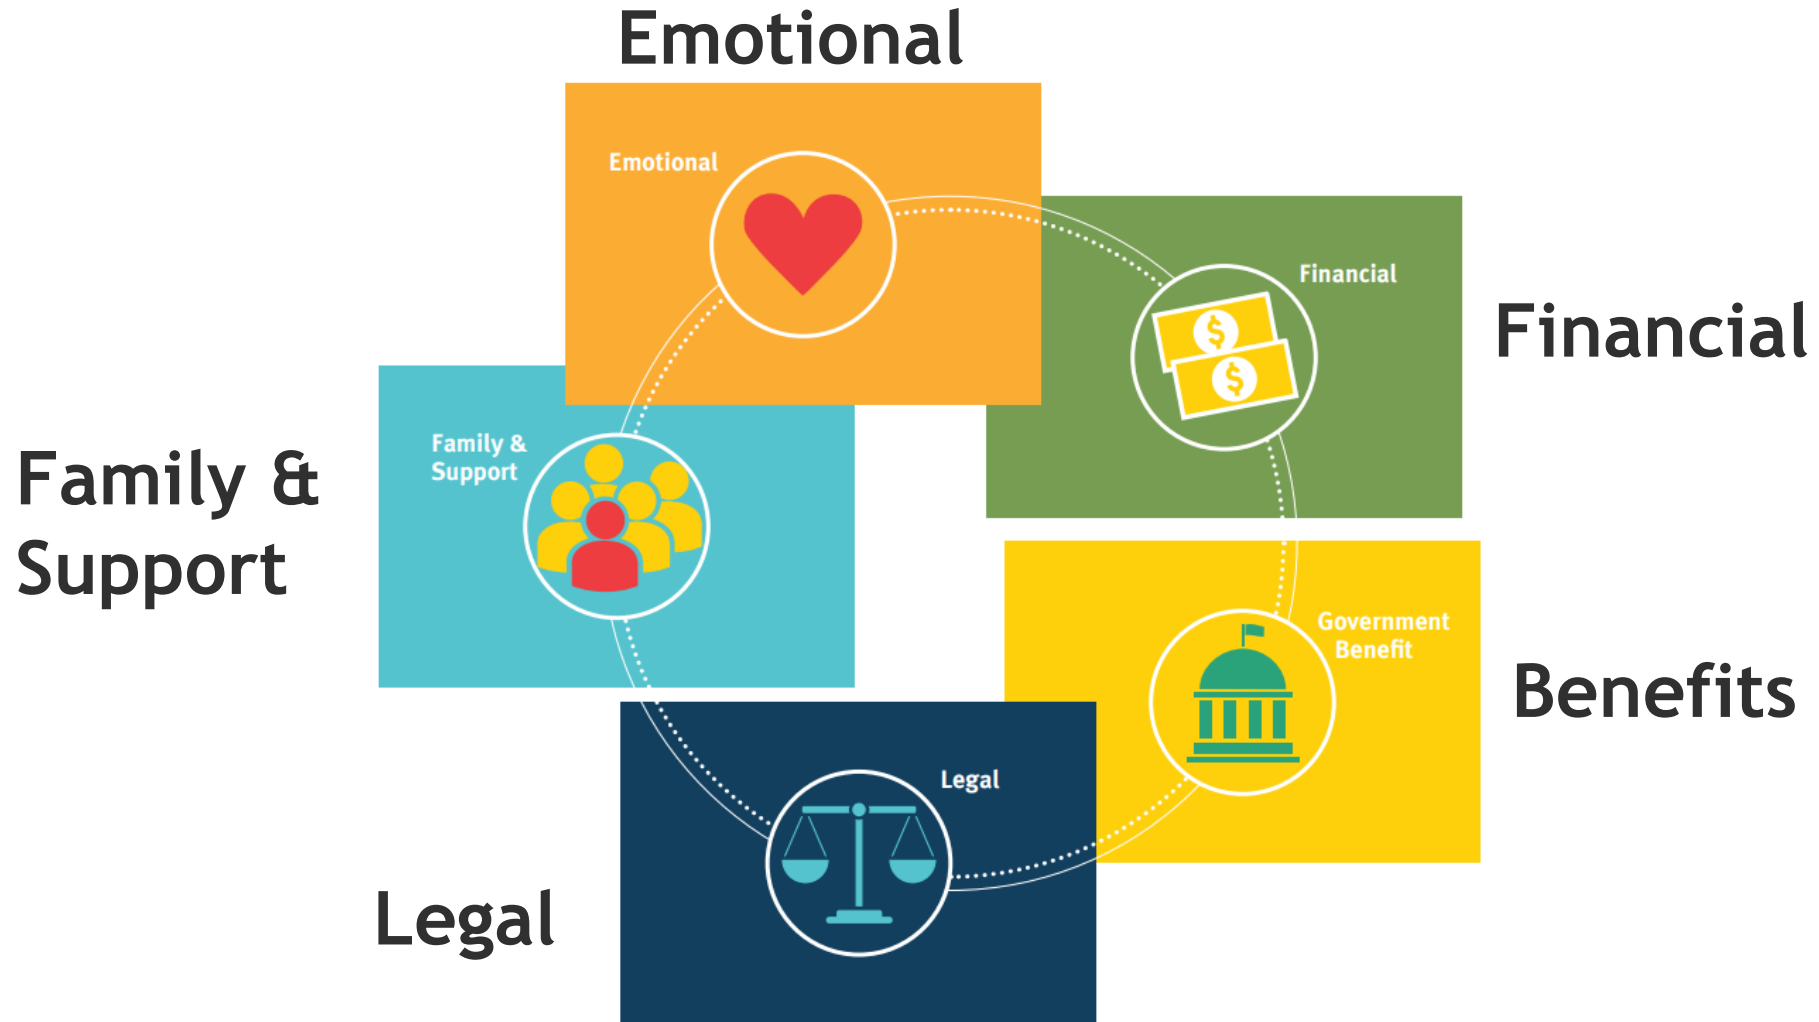 Emotional
Emotional
Financial
Financial
$
$
Family &
Support
Family &
Support
Government
Benefit
Benefits
Legal
Legal